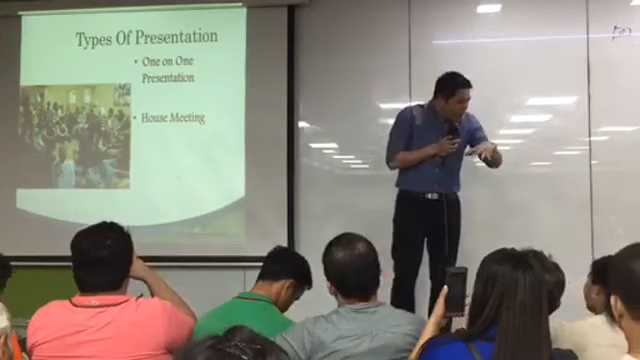 Types Of Presentation
• One on One
Presentation
• House Meeting